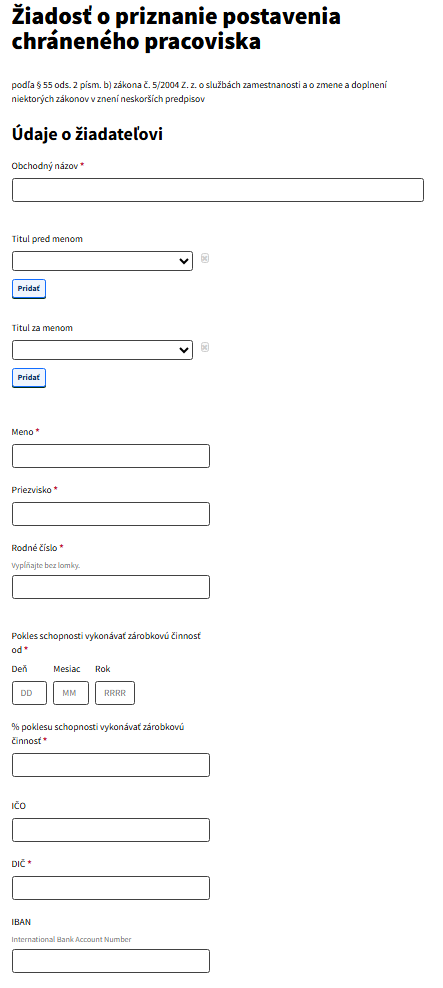 Žiadosť o priznanie postavenia
chráneného pracoviska
podľa § 55 ods. 2 písm. b) zákona č. 5/2004 Z. z. o službách zamestnanosti a o zmene a doplnení
niektorých zákonov v znení neskorších predpisov
Údaje o žiadateľovi
Obchodný názov *
Titul pred menom
Pridať
Titul za menom
Pridať
Meno *
Priezvisko *
Rodné číslo *
Vypĺňajte bez lomky.
Pokles schopnosti vykonávať zárobkovú činnosť
od *
Deň Mesiac Rok
DD MM RRRR
% poklesu schopnosti vykonávať zárobkovú
činnosť *
IČO
DIČ *
IBAN
International Bank Account Number